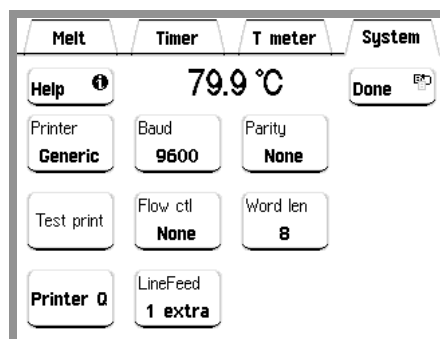 Melt Timer T meter System
Help 79.9 °C Done
Printer Baud Parity
Generic 9600 None
Test print Flow ctl Word len
None 8
Printer Q LineFeed
1 extra